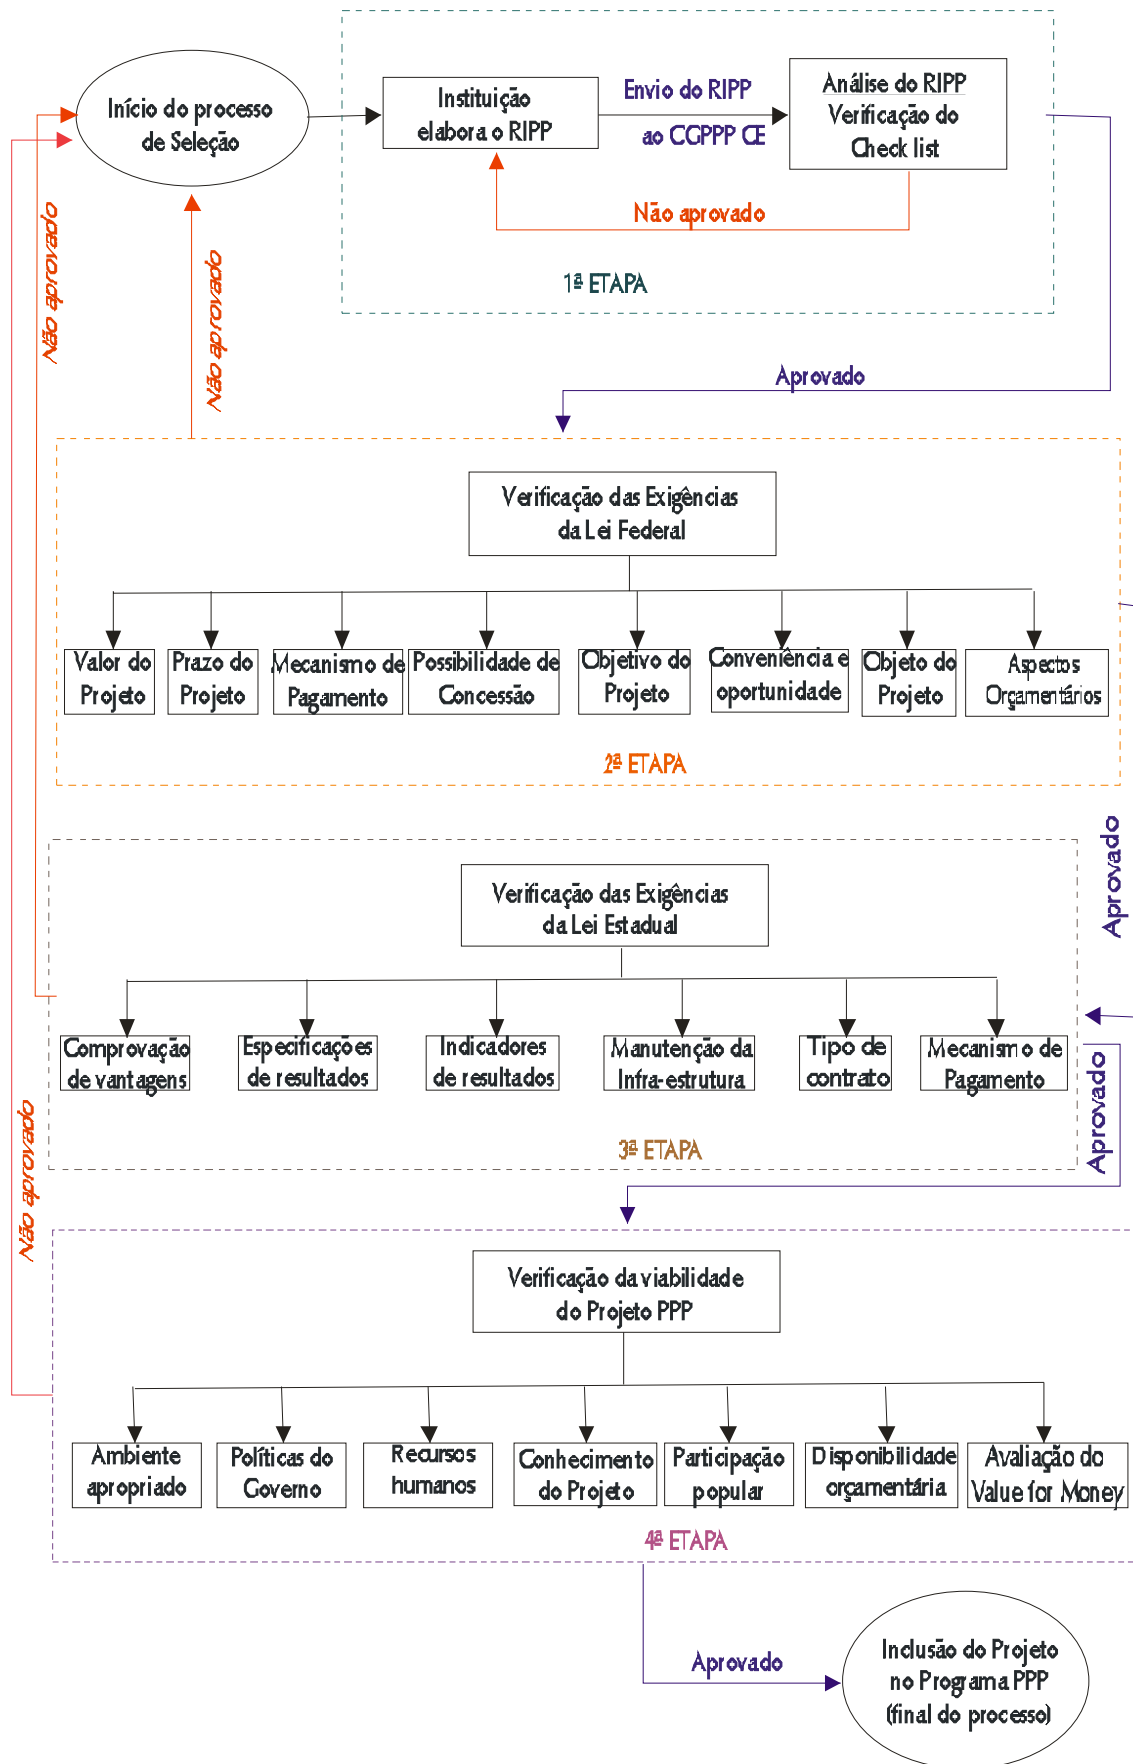 Início do processo
de Seleção
Instituição
elabora o RIPP
Envio do RIPP
ao CGPPP CE
Análise do RIPP
Verificação do
Check list
Não aprovado
1ª ETAPA
Não aprovado
Não aprovado
Aprovado
Verificação das Exigências
da Lei Federal
Valor do
Projeto
Prazo do
Projeto
Mecanismo de
Pagamento
Possibilidade de
Concessão
Objetivo do
Projeto
Conveniência e
oportunidade
Objeto do
Projeto
Aspectos
Orçamentários
2ª ETAPA
Aprovado
Verificação das Exigências
da Lei Estadual
Comprovação
de vantagens
Especificações
de resultados
Indicadores
de resultados
Manutenção da
Infra-estrutura
Tipo de
contrato
Mecanismo de
Pagamento
3ª ETAPA
Aprovado
Não aprovado
Verificação da viabilidade
do Projeto PPP
Ambiente
apropriado
Políticas do
Governo
Recursos
humanos
Conhecimento
do Projeto
Participação
popular
Disponibilidade
orçamentária
Avaliação do
Value for Money
4ª ETAPA
Aprovado
Inclusão do Projeto
no Programa PPP
(final do processo)